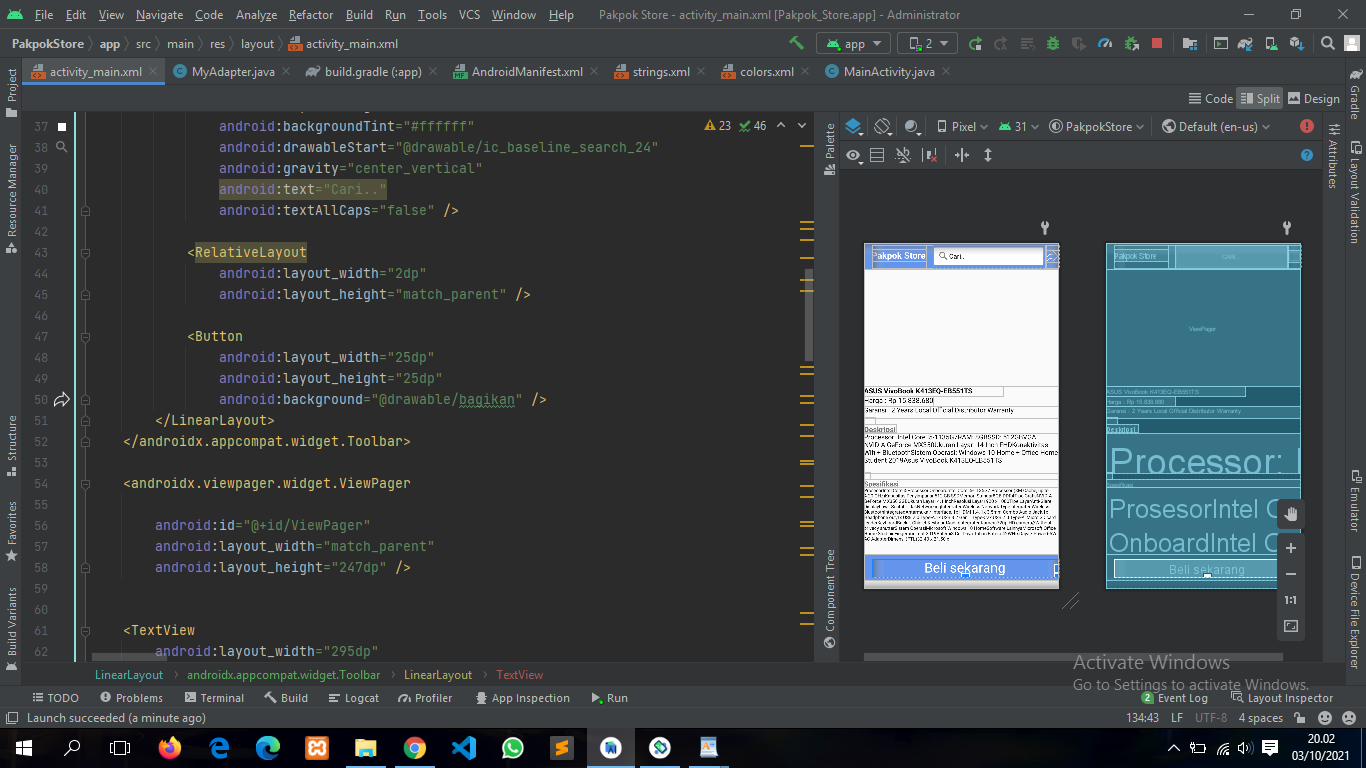 File Edit View Navigate Code Analyze Refactor Build Run Tools VCS Window Help Pakpok Store - activity_main.xml [Pakpok_Store.app] - Administrator
PakpokStore app src main res layout activity_main.xml app 2
activity_main.xml MyAdapter.java build.gradle (:app) AndroidManifest.xml strings.xml colors.xml MainActivity.java
Code Split Design
Project
Resource Manager
Structure
Favorites
Build Variants
37 android:backgroundTint="#ffffff" 23 46
38 android:drawableStart="@drawable/ic_baseline_search_24"
39 android:gravity="center_vertical"
40 android:text="Cari.."
41 android:textAllCaps="false" />
42
43 <RelativeLayout
44 android:layout_width="2dp"
45 android:layout_height="match_parent" />
46
47 <Button
48 android:layout_width="25dp"
49 android:layout_height="25dp"
50 android:background="@drawable/bagikan" />
51 </LinearLayout>
52 </androidx.appcompat.widget.Toolbar>
53
54 <androidx.viewpager.widget.ViewPager
55
56 android:id="@+id/ViewPager"
57 android:layout_width="match_parent"
58 android:layout_height="247dp" />
59
60
61 <TextView
62 android:layout_width="295dp"
Palette
Component Tree
Pixel 31 PakpokStore Default (en-us)
Pakpok Store Cari..
ASUS VivoBook K413EQ-EB551TS
Harga : Rp 15.838.680
Garansi : 2 Years Local Official Distributor Warranty
Deskripsi
Spesifikasi
Beli sekarang
Pakpok Store CARI..
ViewPager
ASUS VivoBook K413EQ-EB551TS
Harga : Rp 15.838.680
Garansi : 2 Years Local Official Distributor Warranty
Deskripsi
Processor: I
Spesifikasi
ProsesorIntel C
OnboardIntel C
Beli sekarang
1:1
Attributes
Gradle
Layout Validation
Emulator
Device File Explorer
Activate Windows
Go to Settings to activate Windows.
LinearLayout androidx.appcompat.widget.Toolbar LinearLayout TextView
TODO Problems Terminal Build Logcat Profiler App Inspection Run 2 Event Log Layout Inspector
Launch succeeded (a minute ago) 134:43 LF UTF-8 4 spaces
20.02
03/10/2021